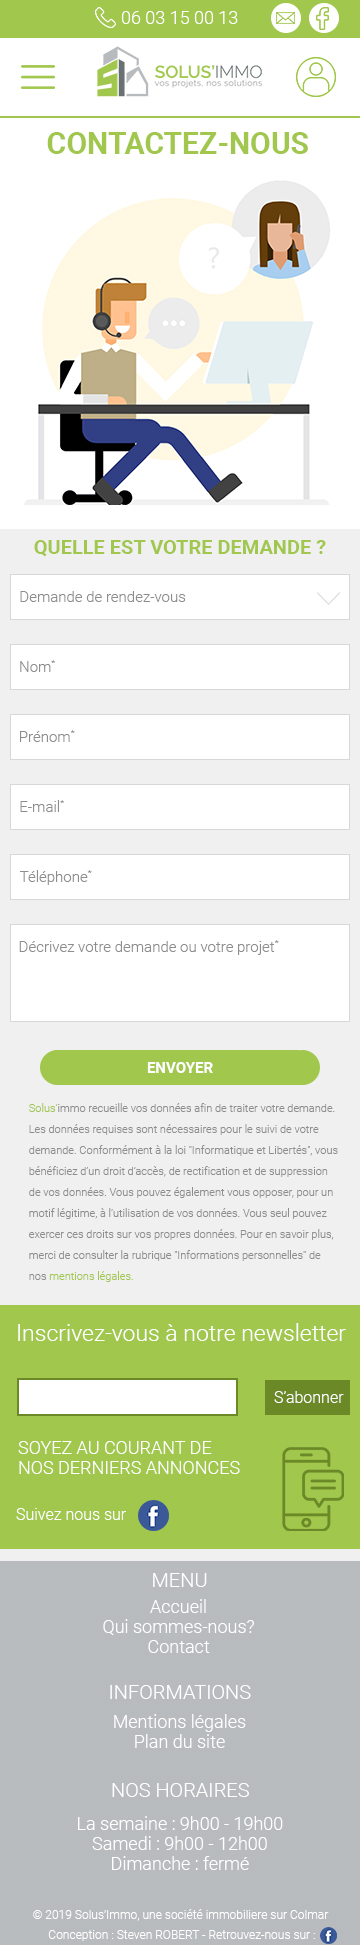 06 03 15 00 13
SOLUS'IMMO
vos projets, nos solutions
CONTACTEZ-NOUS
?
QUELLE EST VOTRE DEMANDE ?
Demande de rendez-vous
Nom*
Prénom*
E-mail*
Téléphone*
Décrivez votre demande ou votre projet*
ENVOYER
Solus'immo recueille vos données afin de traiter votre demande.
Les données requises sont nécessaires pour le suivi de votre
demande. Conformément à la loi "Informatique et Libertés", vous
bénéficiez d'un droit d'accès, de rectification et de suppression
de vos données. Vous pouvez également vous opposer, pour un
motif légitime, à l'utilisation de vos données. Vous seul pouvez
exercer ces droits sur vos propres données. Pour en savoir plus,
merci de consulter la rubrique "Informations personnelles" de
nos mentions légales.
Inscrivez-vous à notre newsletter
S'abonner
SOYEZ AU COURANT DE
NOS DERNIERS ANNONCES
Suivez nous sur
MENU
Accueil
Qui sommes-nous?
Contact
INFORMATIONS
Mentions légales
Plan du site
NOS HORAIRES
La semaine : 9h00 - 19h00
Samedi : 9h00 - 12h00
Dimanche : fermé
© 2019 Solus'Immo, une société immobiliere sur Colmar
Conception : Steven ROBERT - Retrouvez-nous sur :